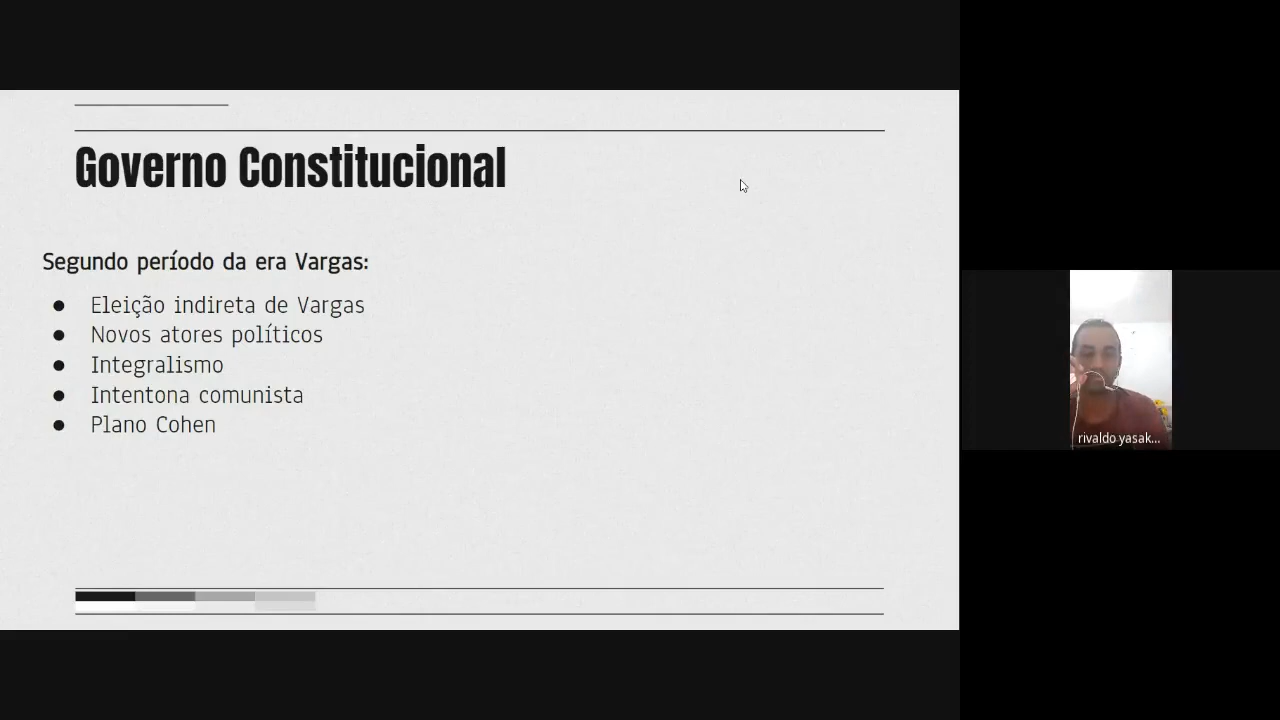 Governo Constitucional
Segundo período da era Vargas:
● Eleição indireta de Vargas
● Novos atores políticos
● Integralismo
● Intentona comunista
● Plano Cohen
rivaldo yasak...